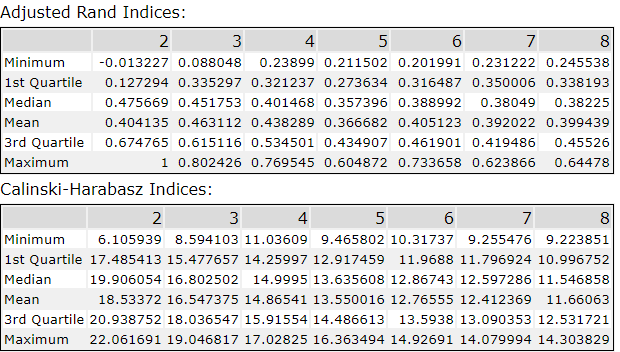 Adjusted Rand Indices:
2 3 4 5 6 7 8
Minimum -0.013227 0.088048 0.23899 0.211502 0.201991 0.231222 0.245538
1st Quartile 0.127294 0.335297 0.321237 0.273634 0.316487 0.350006 0.338193
Median 0.475669 0.451753 0.401468 0.357396 0.388992 0.38049 0.38225
Mean 0.404135 0.463112 0.438289 0.366682 0.405123 0.392022 0.399439
3rd Quartile 0.674765 0.615116 0.534501 0.434907 0.461901 0.419486 0.45526
Maximum 1 0.802426 0.769545 0.604872 0.733658 0.623866 0.64478
Calinski-Harabasz Indices:
2 3 4 5 6 7 8
Minimum 6.105939 8.594103 11.03609 9.465802 10.31737 9.255476 9.223851
1st Quartile 17.485413 15.477657 14.25997 12.917459 11.9688 11.796924 10.996752
Median 19.906054 16.802502 14.9995 13.635608 12.86743 12.597286 11.546858
Mean 18.53372 16.547375 14.86541 13.550016 12.76555 12.412369 11.66063
3rd Quartile 20.938752 18.036547 15.91554 14.486613 13.5938 13.090353 12.531721
Maximum 22.061691 19.046817 17.02825 16.363494 14.92691 14.079994 14.303829